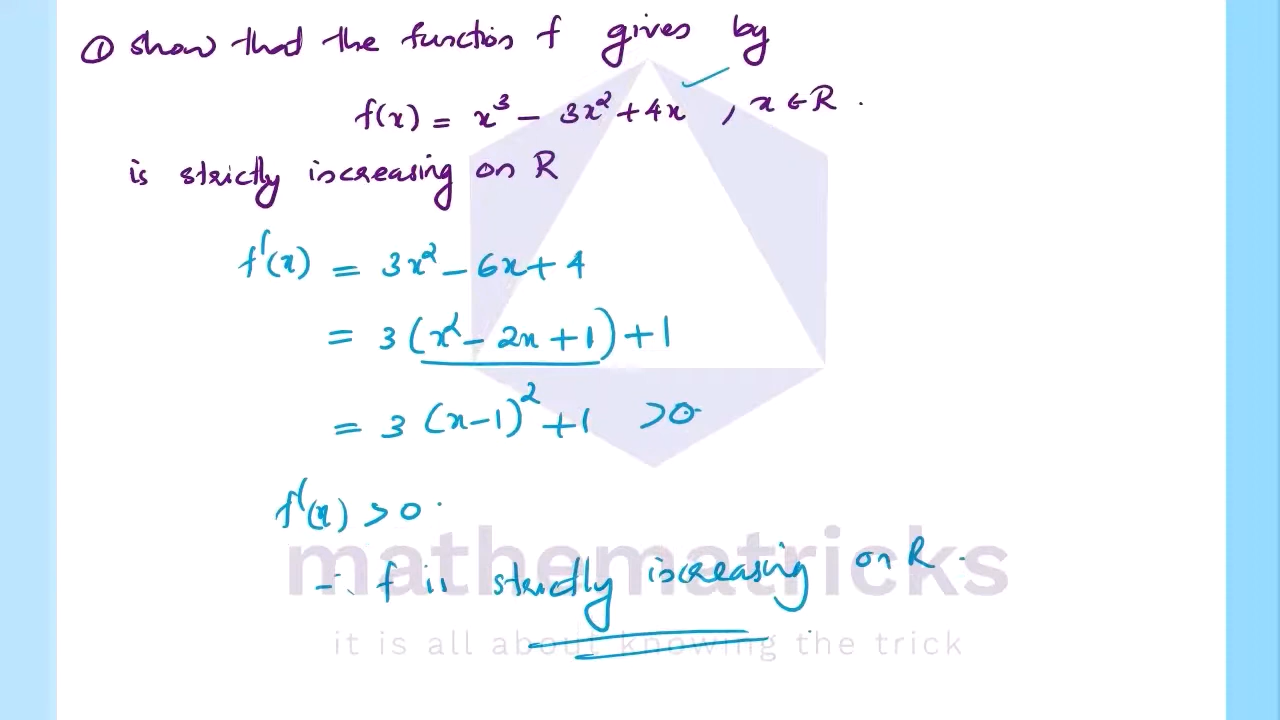 ① show that the function f given by
f(x) = x³ – 3x² + 4x , x ∈ R .
is strictly increasing on R
f'(x) = 3x² – 6x + 4
= 3 (x² – 2x + 1) + 1
= 3 (x–1)² + 1 >0
f'(x) > 0 .
mathematricks
∴ f is strictly increasing on R .
it is all about knowing the trick